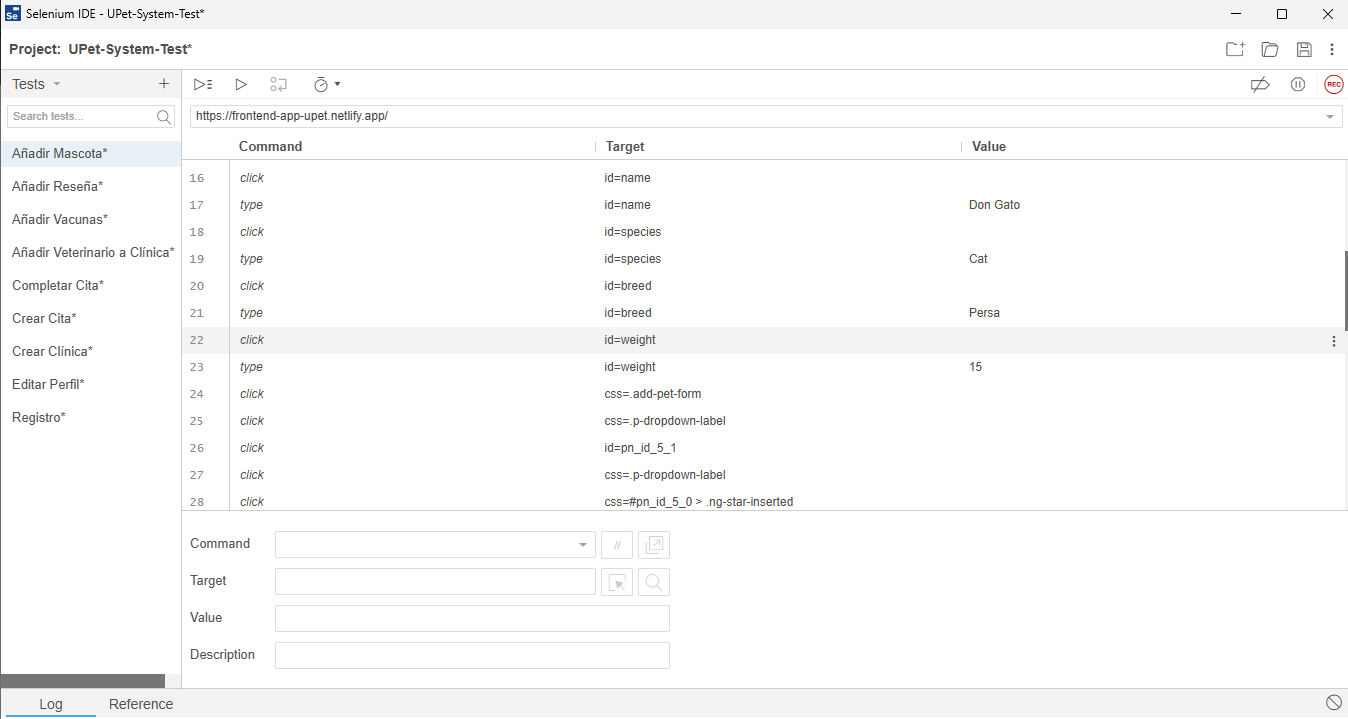 Selenium IDE - UPet-System-Test*
Project: UPet-System-Test*
Tests
REC
Search tests...
https://frontend-app-upet.netlify.app/
Command Target Value
Añadir Mascota*
Añadir Reseña*
Añadir Vacunas*
Añadir Veterinario a Clínica*
Completar Cita*
Crear Cita*
Crear Clínica*
Editar Perfil*
Registro*
16 click id=name
17 type id=name Don Gato
18 click id=species
19 type id=species Cat
20 click id=breed
21 type id=breed Persa
22 click id=weight
23 type id=weight 15
24 click css=.add-pet-form
25 click css=.p-dropdown-label
26 click id=pn_id_5_1
27 click css=.p-dropdown-label
28 click css=#pn_id_5_0 > .ng-star-inserted
Command //
Target
Value
Description
Log Reference